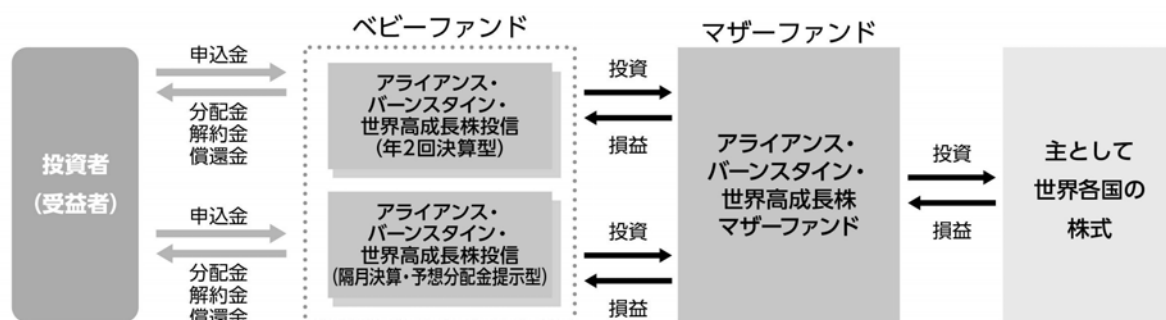 ベビーファンド
マザーファンド
投資者
(受益者)
申込金
分配金
解約金
償還金
アライアンス・
バーンスタイン・
世界高成長株投信
(年2回決算型)
投資
損益
申込金
分配金
解約金
償還金
アライアンス・
バーンスタイン・
世界高成長株投信
(隔月決算・予想分配金提示型)
投資
損益
アライアンス・
バーンスタイン・
世界高成長株
マザーファンド
投資
損益
主として
世界各国の
株式